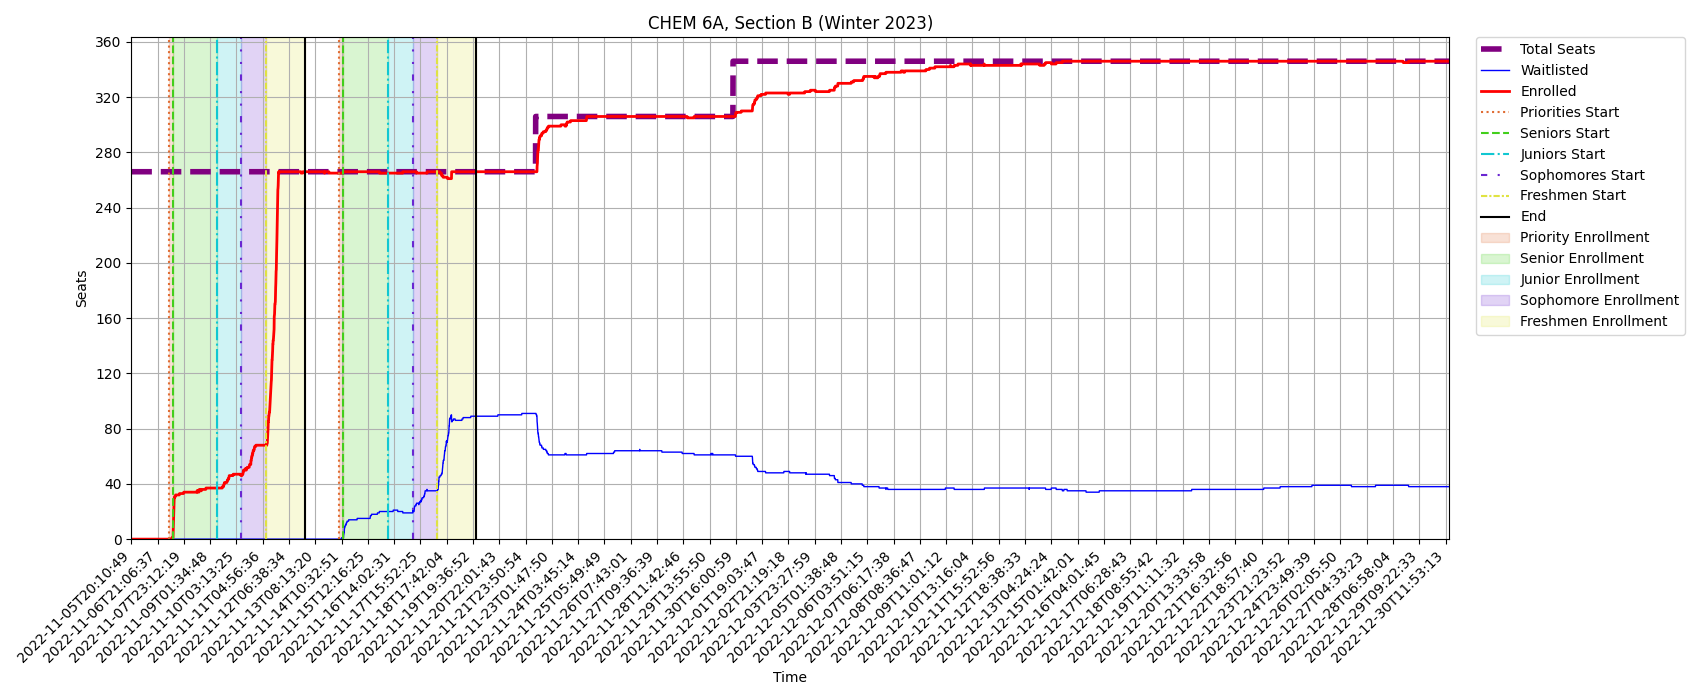 CHEM 6A, Section B (Winter 2023)
360
320
280
240
200
160
120
80
40
0
Seats
2022-11-05T20:10:49
2022-11-06T21:06:37
2022-11-07T23:12:19
2022-11-09T01:34:48
2022-11-10T03:13:25
2022-11-11T04:56:36
2022-11-12T06:38:34
2022-11-13T08:13:20
2022-11-14T10:32:51
2022-11-15T12:16:25
2022-11-16T14:02:31
2022-11-17T15:52:25
2022-11-18T17:42:04
2022-11-19T19:36:52
2022-11-20T22:01:43
2022-11-21T23:50:54
2022-11-23T01:47:50
2022-11-24T03:45:14
2022-11-25T05:49:49
2022-11-26T07:43:01
2022-11-27T09:36:39
2022-11-28T11:42:46
2022-11-29T13:55:50
2022-11-30T16:00:59
2022-12-01T19:03:47
2022-12-02T21:19:18
2022-12-03T23:27:59
2022-12-05T01:38:48
2022-12-06T03:51:15
2022-12-07T06:17:38
2022-12-08T08:36:47
2022-12-09T11:01:12
2022-12-10T13:16:04
2022-12-11T15:52:56
2022-12-12T18:38:33
2022-12-13T04:24:24
2022-12-15T01:42:01
2022-12-16T04:01:45
2022-12-17T06:28:43
2022-12-18T08:55:42
2022-12-19T11:11:32
2022-12-20T13:33:58
2022-12-21T16:32:56
2022-12-22T18:57:40
2022-12-23T21:23:52
2022-12-24T23:49:39
2022-12-26T02:05:50
2022-12-27T04:33:23
2022-12-28T06:58:04
2022-12-29T09:22:33
2022-12-30T11:53:13
Time
Total Seats
Waitlisted
Enrolled
Priorities Start
Seniors Start
Juniors Start
Sophomores Start
Freshmen Start
End
Priority Enrollment
Senior Enrollment
Junior Enrollment
Sophomore Enrollment
Freshmen Enrollment